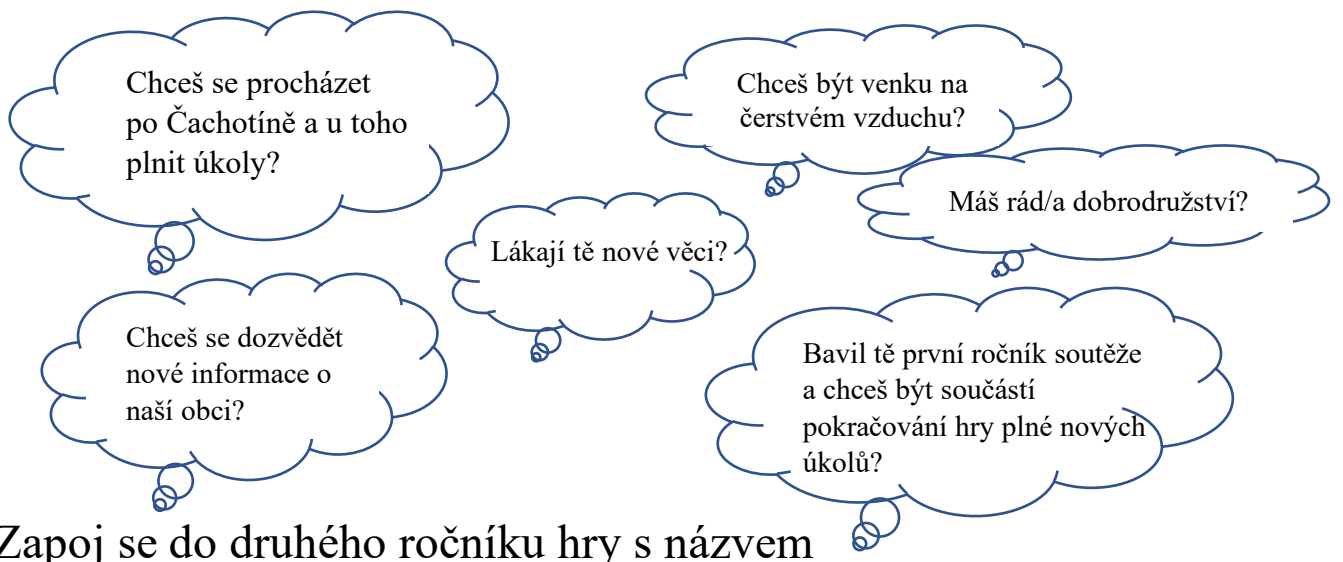 Chceš se procházet
po Čachotíně a u toho
plnit úkoly?
Chceš být venku na
čerstvém vzduchu?
Máš rád/a dobrodružství?
Lákají tě nové věci?
Chceš se dozvědět
nové informace o
naší obci?
Bavil tě první ročník soutěže
a chceš být součástí
pokračování hry plné nových
úkolů?
Zapoj se do druhého ročníku hry s názvem